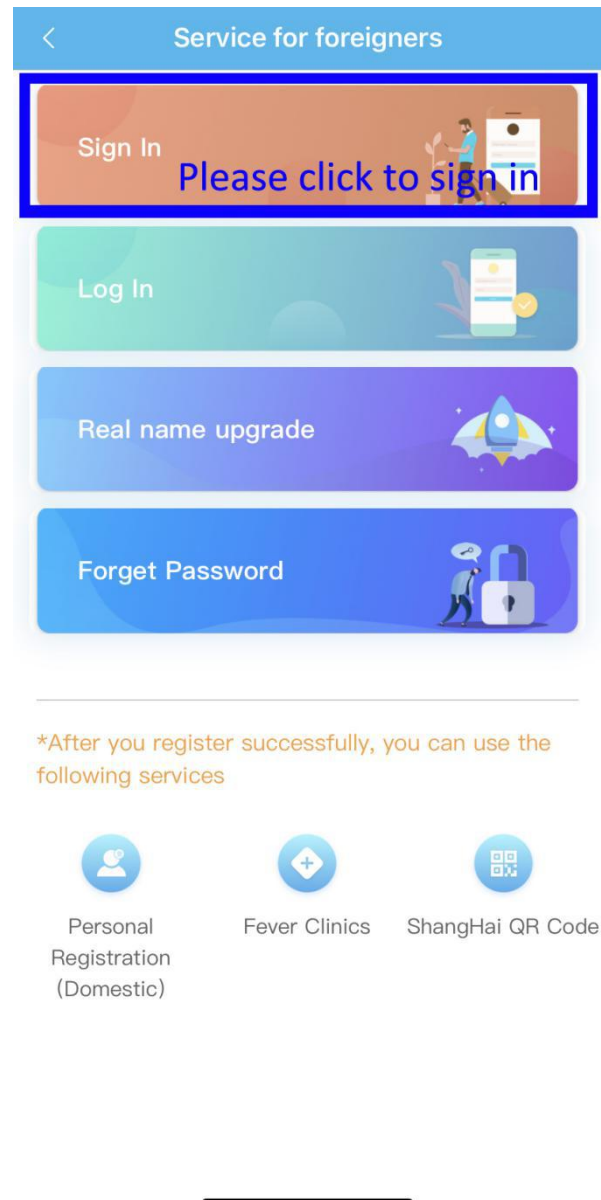 Service for foreigners
Sign In
Please click to sign in
Log In
Real name upgrade
Forget Password
*After you register successfully, you can use the
following services
Personal
Registration
(Domestic)
Fever Clinics
ShangHai QR Code